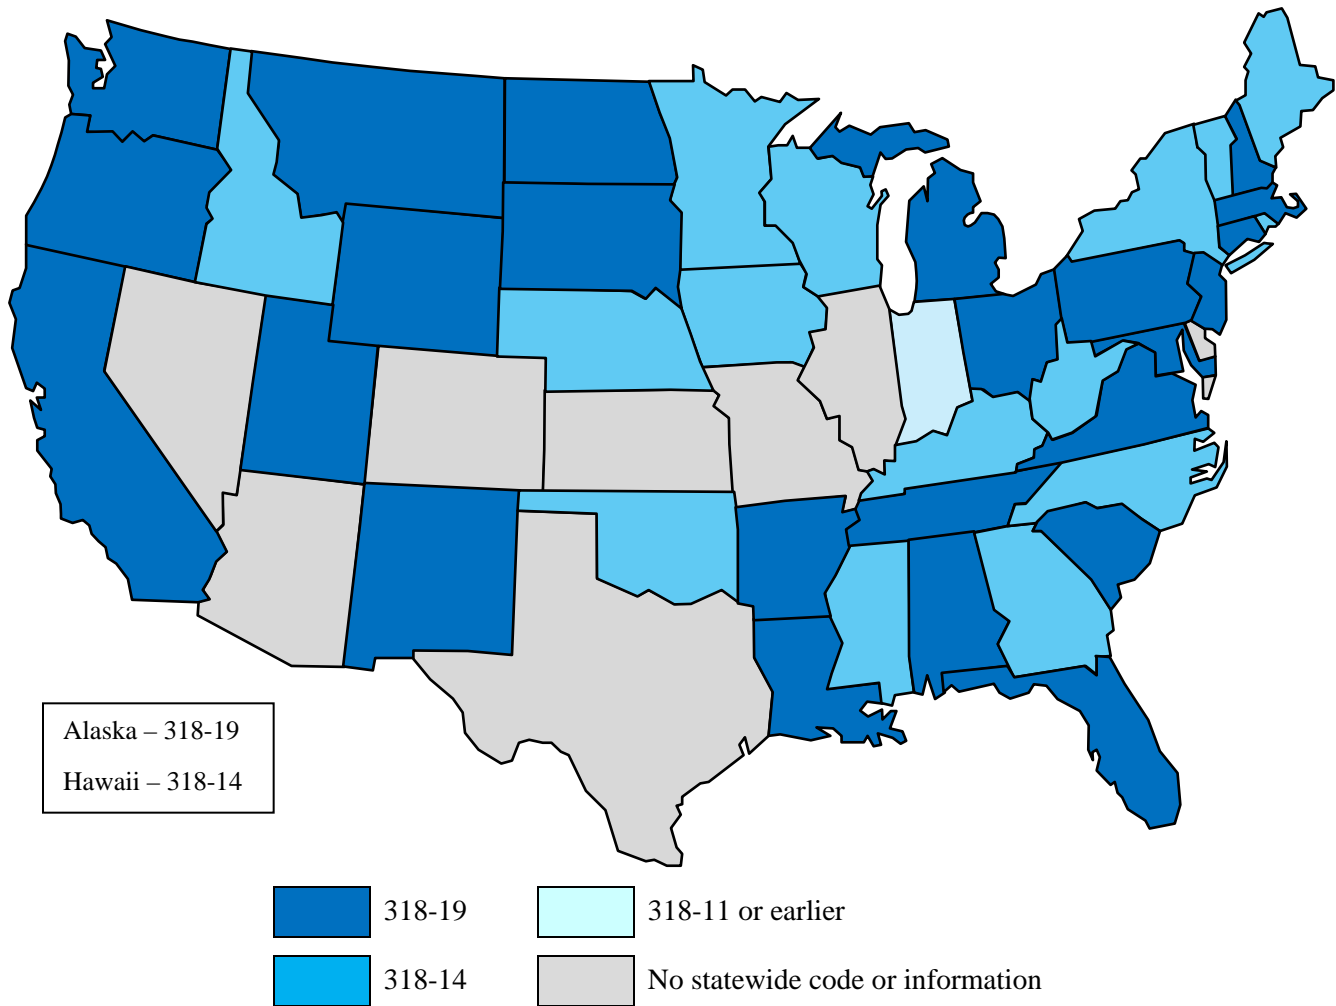 Alaska – 318-19
Hawaii – 318-14
318-19
318-11 or earlier
318-14
No statewide code or information